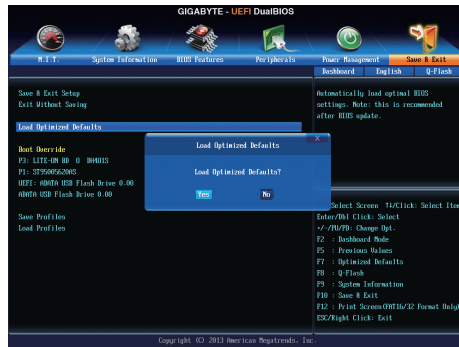 GIGABYTE - UEFI DualBIOS
M.I.T.
System Information
BIOS Features
Peripherals
Power Management
Save & Exit
Dashboard
English
Q-Flash
Save & Exit Setup
Exit Without Saving
Load Optimized Defaults
Boot Override
P3: LITE-ON BD O DH401S
P1: ST95005620AS
UEFI: ADATA USB Flash Drive 0.00
ADATA USB Flash Drive 0.00
Save Profiles
Load Profiles
Automatically load optimal BIOS
settings. Note: this is recommended
after BIOS update.
Load Optimized Defaults
X
Load Optimized Defaults?
Yes
No
Select Screen ↑↓/Click: Select Item
Enter/Dbl Click: Select
+/-/PU/PD: Change Opt.
F2 : Dashboard Mode
F5 : Previous Values
F7 : Optimized Defaults
F8 : Q-Flash
F9 : System Information
F10 : Save & Exit
F12 : Print Screen(FAT16/32 Format Only)
ESC/Right Click: Exit
Copyright (C) 2013 American Megatrends, Inc.